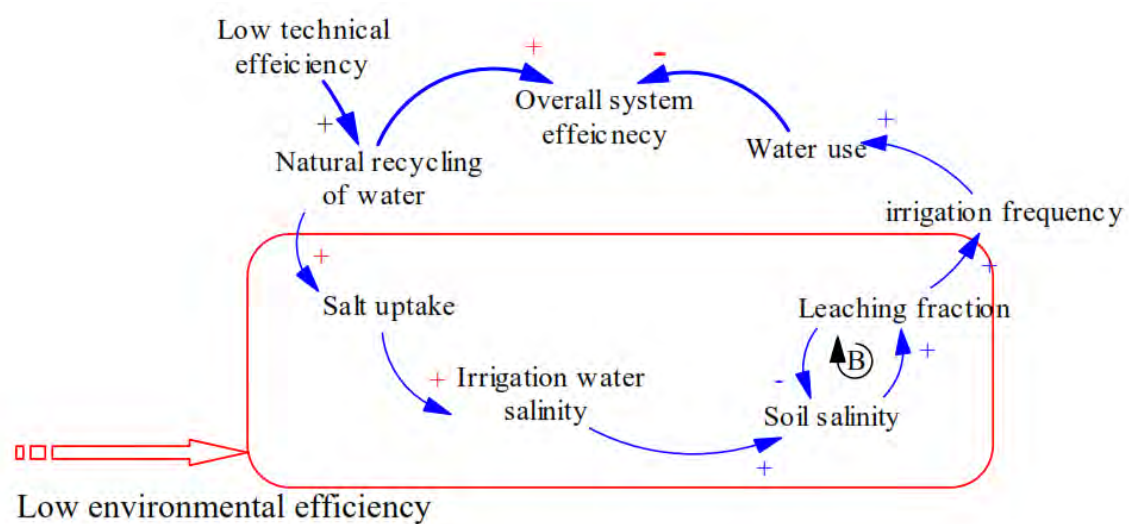 Low technical
effeiciency
+
-
Overall system
effeicnecy
+
Water use
+
Natural recycling
of water
irrigation frequency
+
+
Salt uptake
Leaching fraction
+
B
+ Irrigation water
salinity
-
Soil salinity
+
Low environmental efficiency